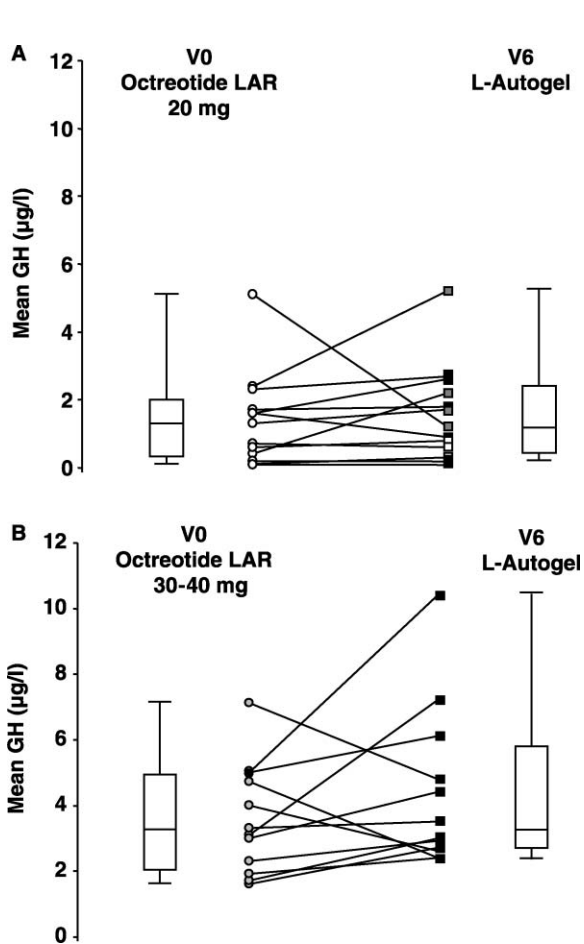 A
V0
Octreotide LAR
20 mg
V6
L-Autogel
Mean GH (µg/l)
12
10
8
6
4
2
0
B
V0
Octreotide LAR
30-40 mg
V6
L-Autogel
Mean GH (µg/l)
12
10
8
6
4
2
0